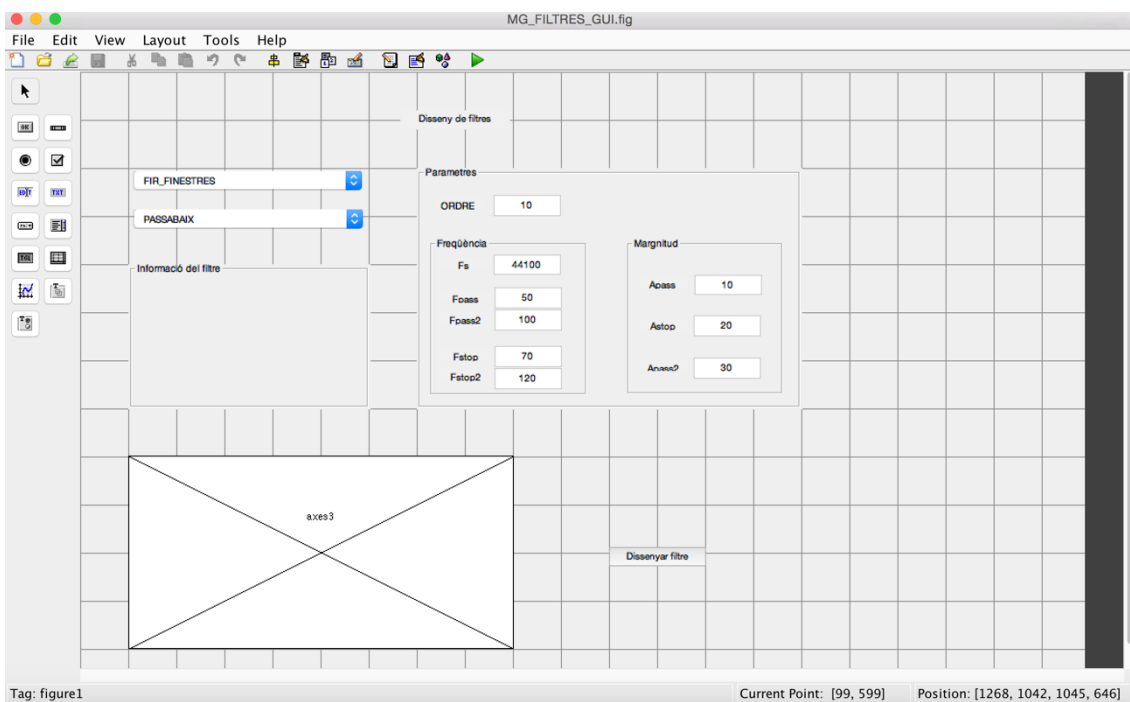 MG_FILTRES_GUI.fig
File Edit View Layout Tools Help
Disseny de filtres
FIR_FINESTRES
PASSABAIX
Informació del filtre
Parametres
ORDRE 10
Freqüència
Fs 44100
Fpass 50
Fpass2 100
Fstop 70
Fstop2 120
Margnitud
Apass 10
Astop 20
Apass2 30
axes3
Dissenyar filtre
Tag: figure1 Current Point: [99, 599] Position: [1268, 1042, 1045, 646]